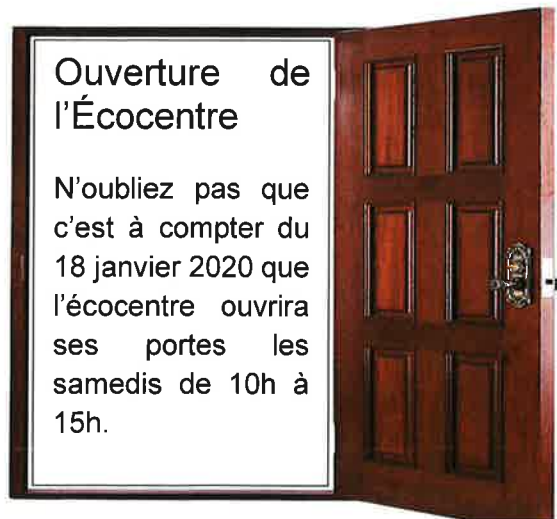 Ouverture de
l'Écocentre
N'oubliez pas que
c'est à compter du
18 janvier 2020 que
l'écocentre ouvrira
ses portes les
samedis de 10h à
15h.